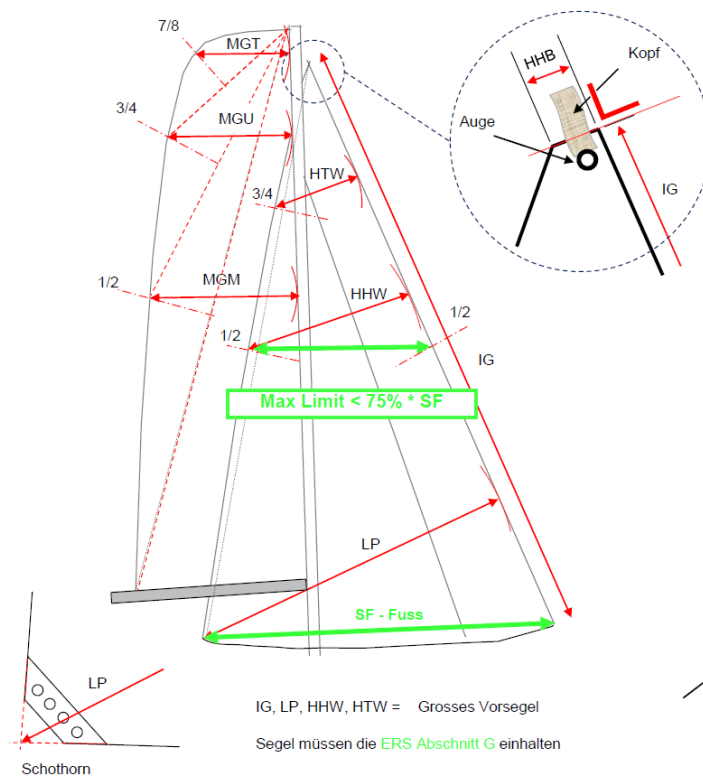 7/8
MGT
HHB
Kopf
3/4
MGU
Auge
IG
HTW
3/4
1/2
MGM
HHW
1/2
1/2
IG
Max Limit < 75% * SF
LP
SF - Fuss
LP
IG, LP, HHW, HTW = Grosses Vorsegel
Segel müssen die ERS Abschnitt G einhalten
Schothorn